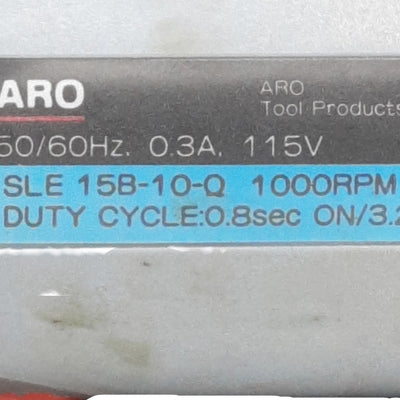 ARO
ARO
Tool Products
50/60Hz. 0.3A. 115V
SLE 15B-10-Q 1000RPM
DUTY CYCLE:0.8sec ON/3.2